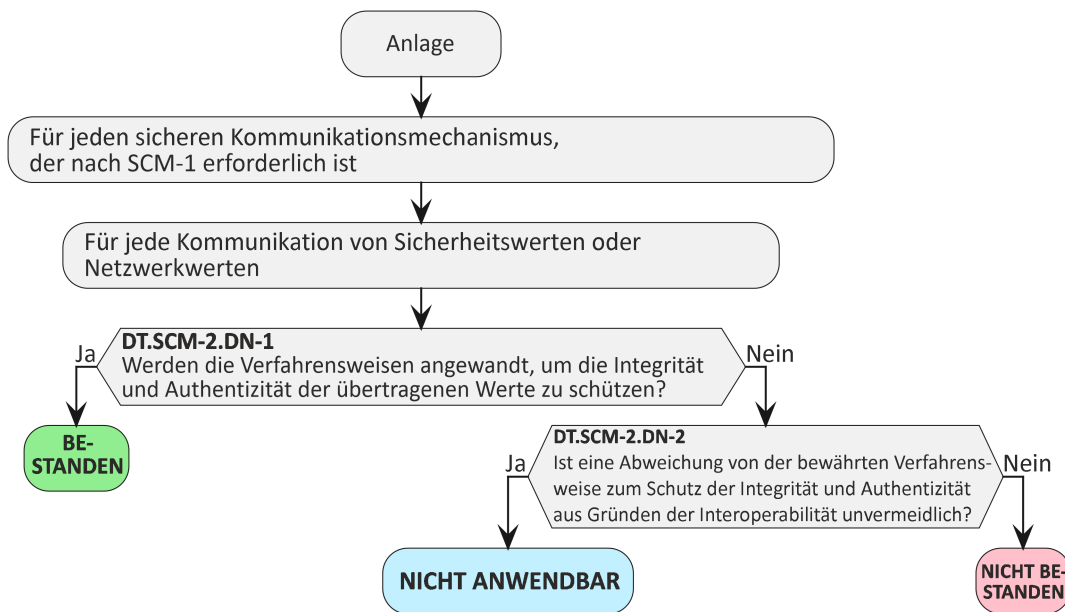 Anlage
Für jeden sicheren Kommunikationsmechanismus,
der nach SCM-1 erforderlich ist
Für jede Kommunikation von Sicherheitswerten oder
Netzwerkwerten
DT.SCM-2.DN-1
Werden die Verfahrensweisen angewandt, um die Integrität
und Authentizität der übertragenen Werte zu schützen?
Ja
Nein
BE-
STANDEN
DT.SCM-2.DN-2
Ist eine Abweichung von der bewährten Verfahrens-
weise zum Schutz der Integrität und Authentizität
aus Gründen der Interoperabilität unvermeidlich?
Ja
Nein
NICHT ANWENDBAR
NICHT BE-
STANDEN